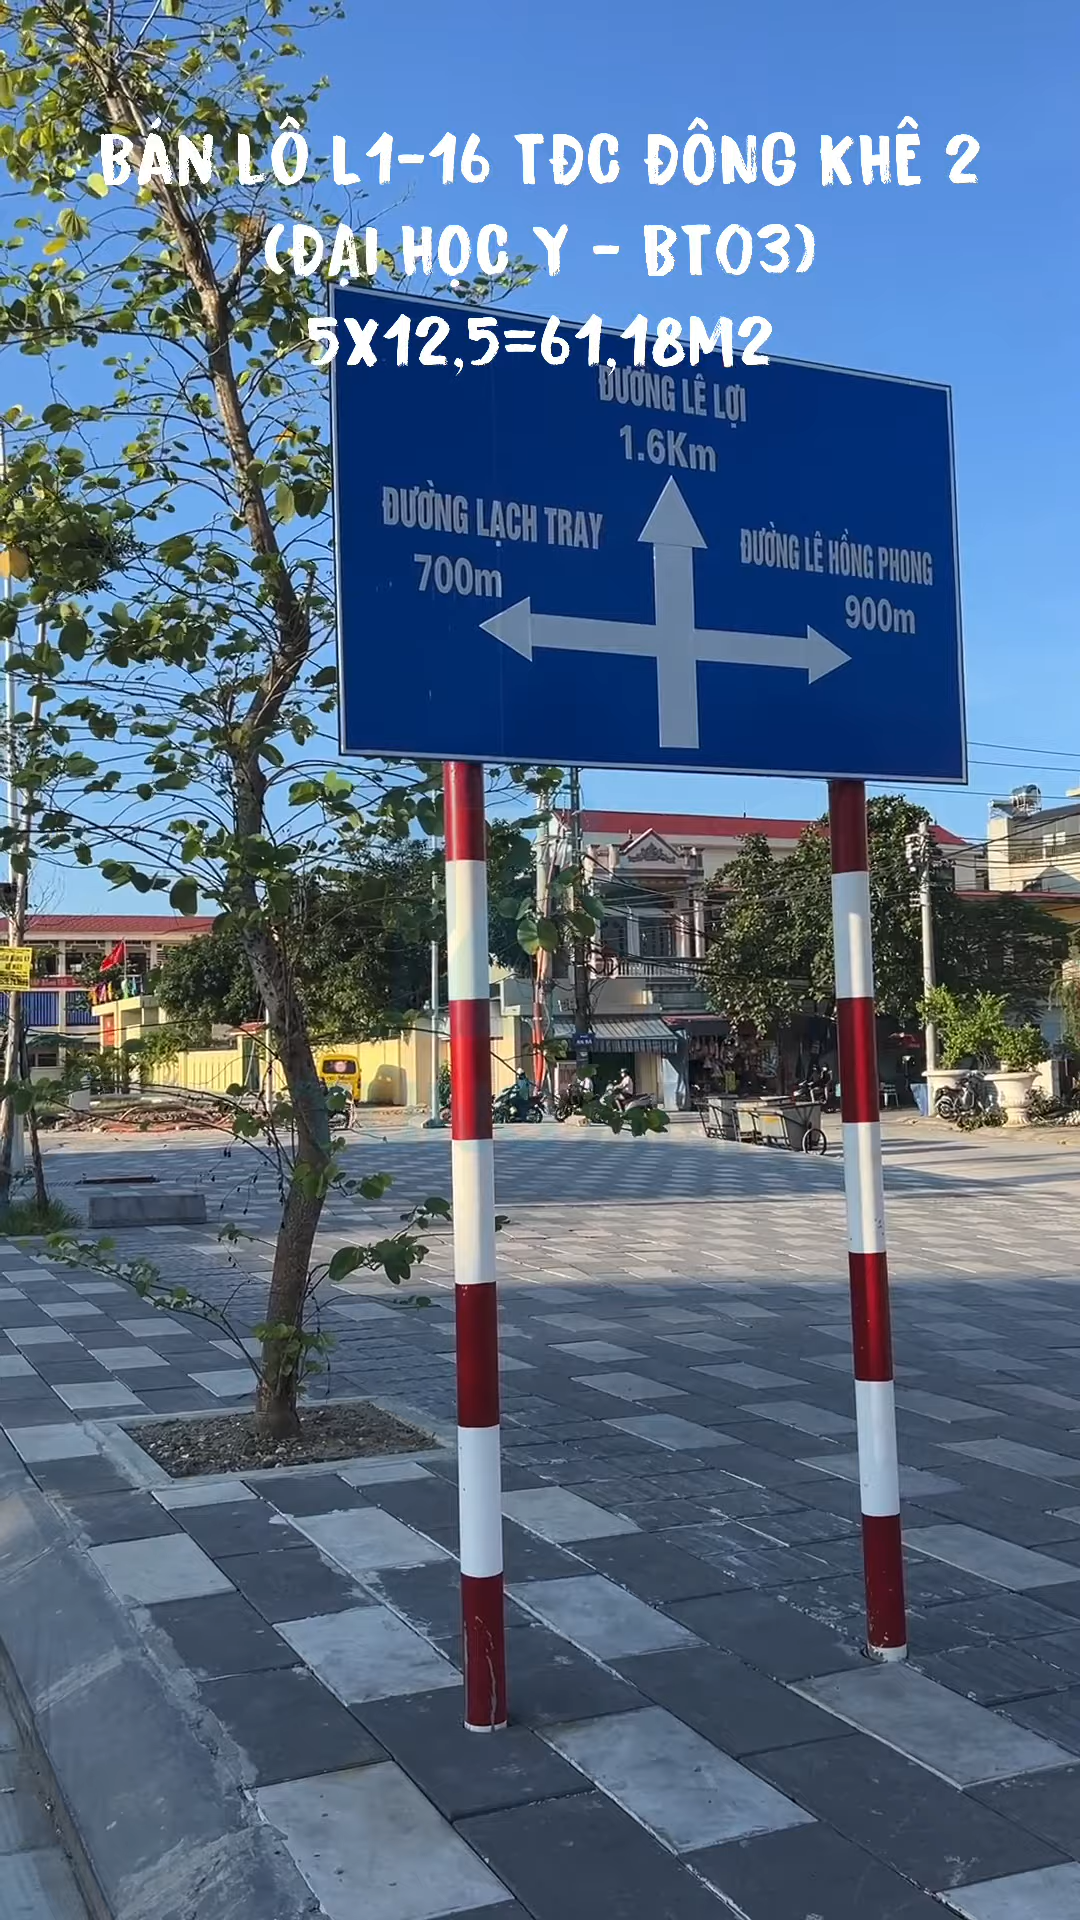 BÁN LÔ L1-16 TĐC ĐÔNG KHÊ 2
(ĐẠI HỌC Y - BT03)
5X12,5=61,18M2
ĐƯỜNG LÊ LỢI
1.6Km
ĐƯỜNG LẠCH TRAY
700m
ĐƯỜNG LÊ HỒNG PHONG
900m